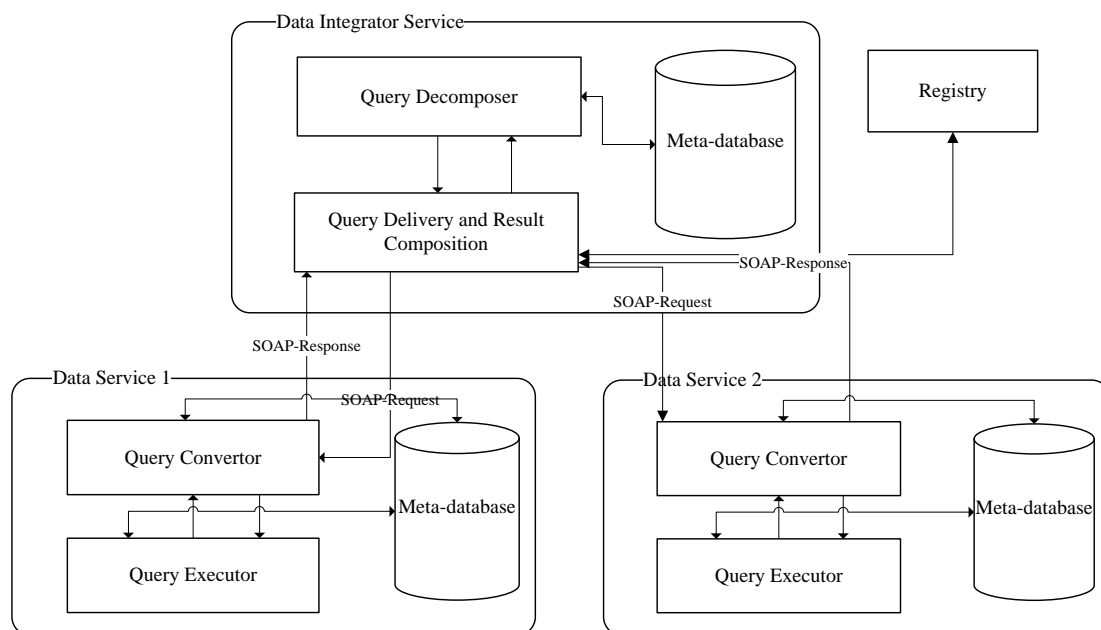 Data Integrator Service
Query Decomposer
Meta-database
Registry
Query Delivery and Result
Composition
SOAP-Response
SOAP-Request
SOAP-Response
Data Service 1
SOAP-Request
Query Convertor
Meta-database
Query Executor
Data Service 2
Query Convertor
Meta-database
Query Executor